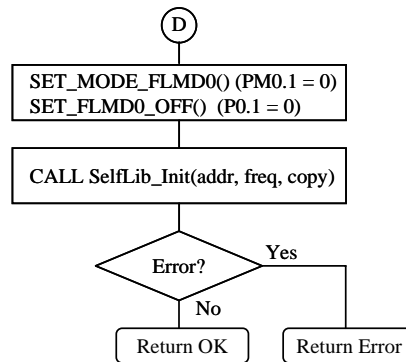 D
SET_MODE_FLMD0() (PM0.1 = 0)
SET_FLMD0_OFF() (P0.1 = 0)
CALL SelfLib_Init(addr, freq, copy)
Error?
Yes
No
Return OK
Return Error